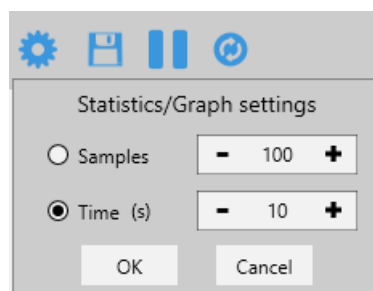 Statistics/Graph settings
Samples - 100 +
Time (s) - 10 +
OK Cancel